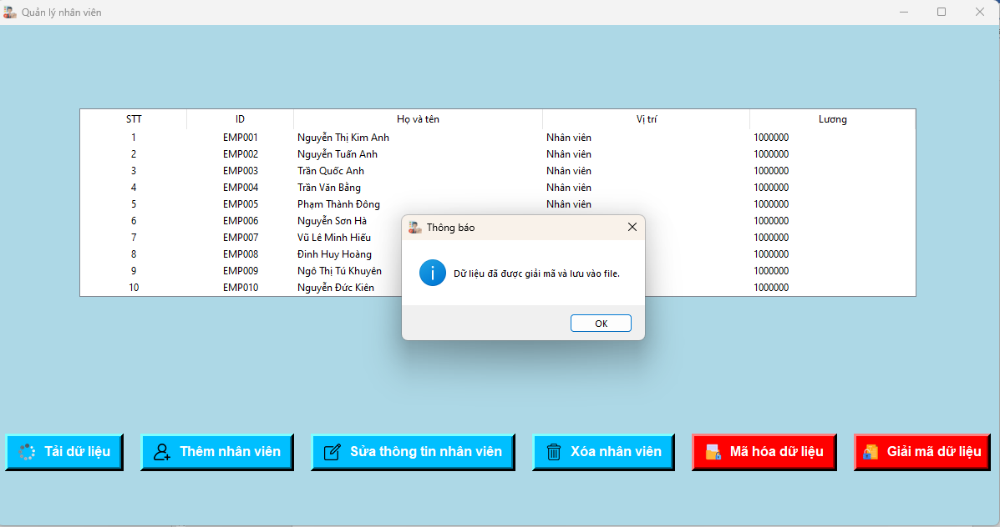 Quản lý nhân viên
STT ID Họ và tên Vị trí Lương
1 EMP001 Nguyễn Thị Kim Anh Nhân viên 1000000
2 EMP002 Nguyễn Tuấn Anh Nhân viên 1000000
3 EMP003 Trần Quốc Anh Nhân viên 1000000
4 EMP004 Trần Văn Bằng Nhân viên 1000000
5 EMP005 Phạm Thành Đông Nhân viên 1000000
6 EMP006 Nguyễn Sơn Hà 1000000
7 EMP007 Vũ Lê Minh Hiếu 1000000
8 EMP008 Đinh Huy Hoàng 1000000
9 EMP009 Ngô Thị Tú Khuyên 1000000
10 EMP010 Nguyễn Đức Kiên 1000000
Thông báo
Dữ liệu đã được giải mã và lưu vào file.
OK
Tải dữ liệu Thêm nhân viên Sửa thông tin nhân viên Xóa nhân viên Mã hóa dữ liệu Giải mã dữ liệu